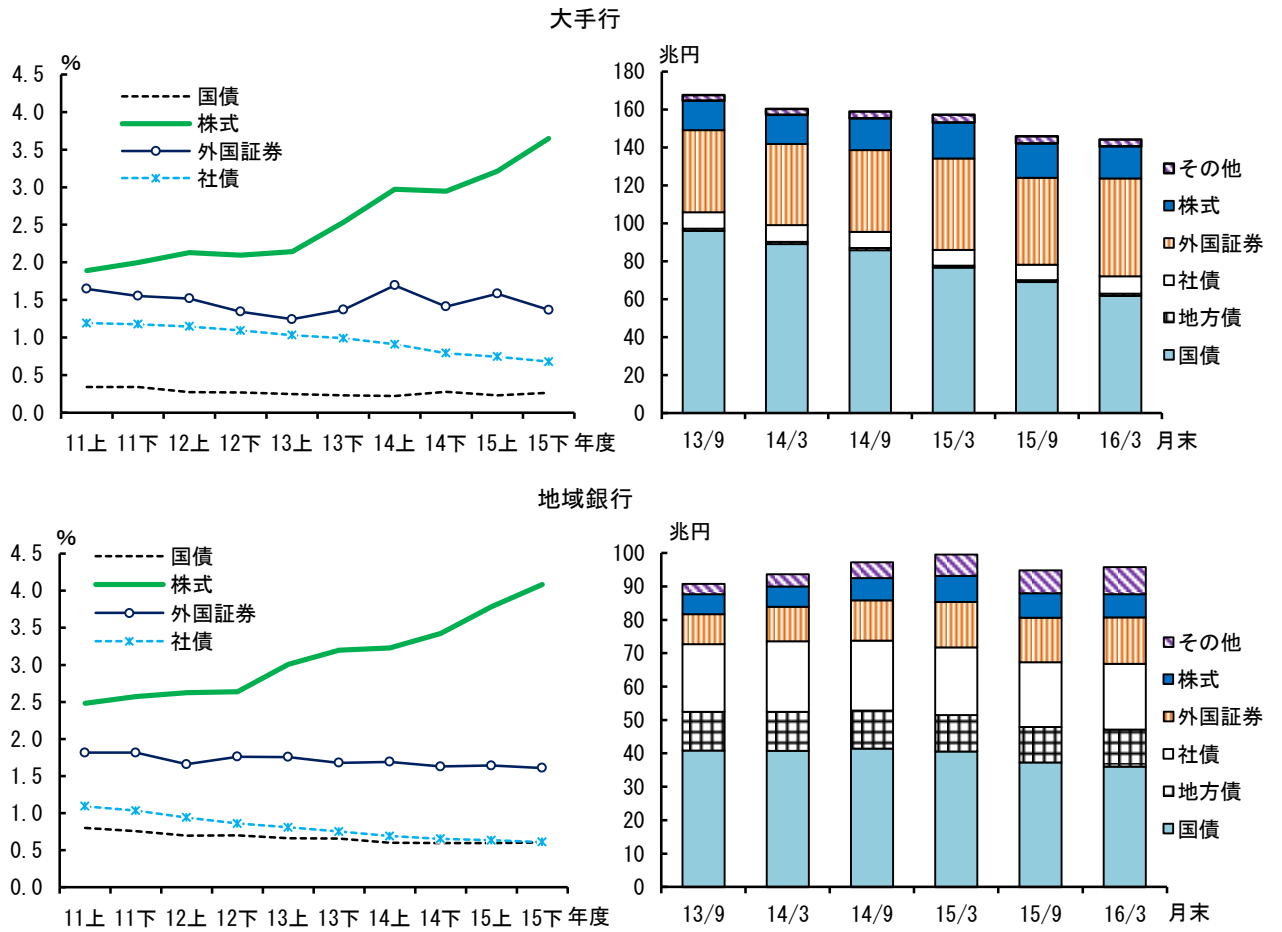 大手行
%
4.5
4.0
3.5
3.0
2.5
2.0
1.5
1.0
0.5
0.0
国債
株式
外国証券
社債
11上 11下 12上 12下 13上 13下 14上 14下 15上 15下 年度
兆円
180
160
140
120
100
80
60
40
20
0
13/9 14/3 14/9 15/3 15/9 16/3 月末
その他
株式
外国証券
社債
地方債
国債
地域銀行
%
4.5
4.0
3.5
3.0
2.5
2.0
1.5
1.0
0.5
0.0
国債
株式
外国証券
社債
11上 11下 12上 12下 13上 13下 14上 14下 15上 15下 年度
兆円
100
90
80
70
60
50
40
30
20
10
0
13/9 14/3 14/9 15/3 15/9 16/3 月末
その他
株式
外国証券
社債
地方債
国債